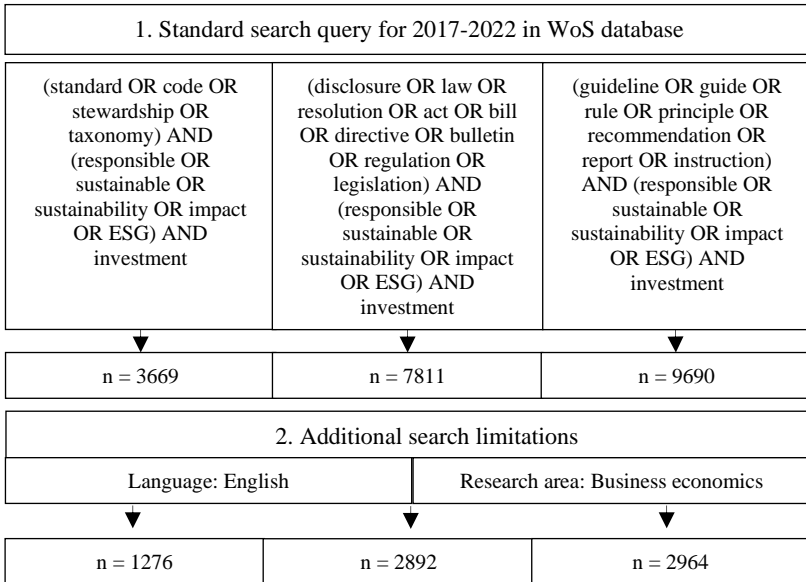 1. Standard search query for 2017-2022 in WoS database
(standard OR code OR
stewardship OR
taxonomy) AND
(responsible OR
sustainable OR
sustainability OR impact
OR ESG) AND
investment
(disclosure OR law OR
resolution OR act OR bill
OR directive OR bulletin
OR regulation OR
legislation) AND
(responsible OR
sustainable OR
sustainability OR impact
OR ESG) AND
investment
(guideline OR guide OR
rule OR principle OR
recommendation OR
report OR instruction)
AND (responsible OR
sustainable OR
sustainability OR impact
OR ESG) AND
investment
n = 3669
n = 7811
n = 9690
2. Additional search limitations
Language: English
Research area: Business economics
n = 1276
n = 2892
n = 2964